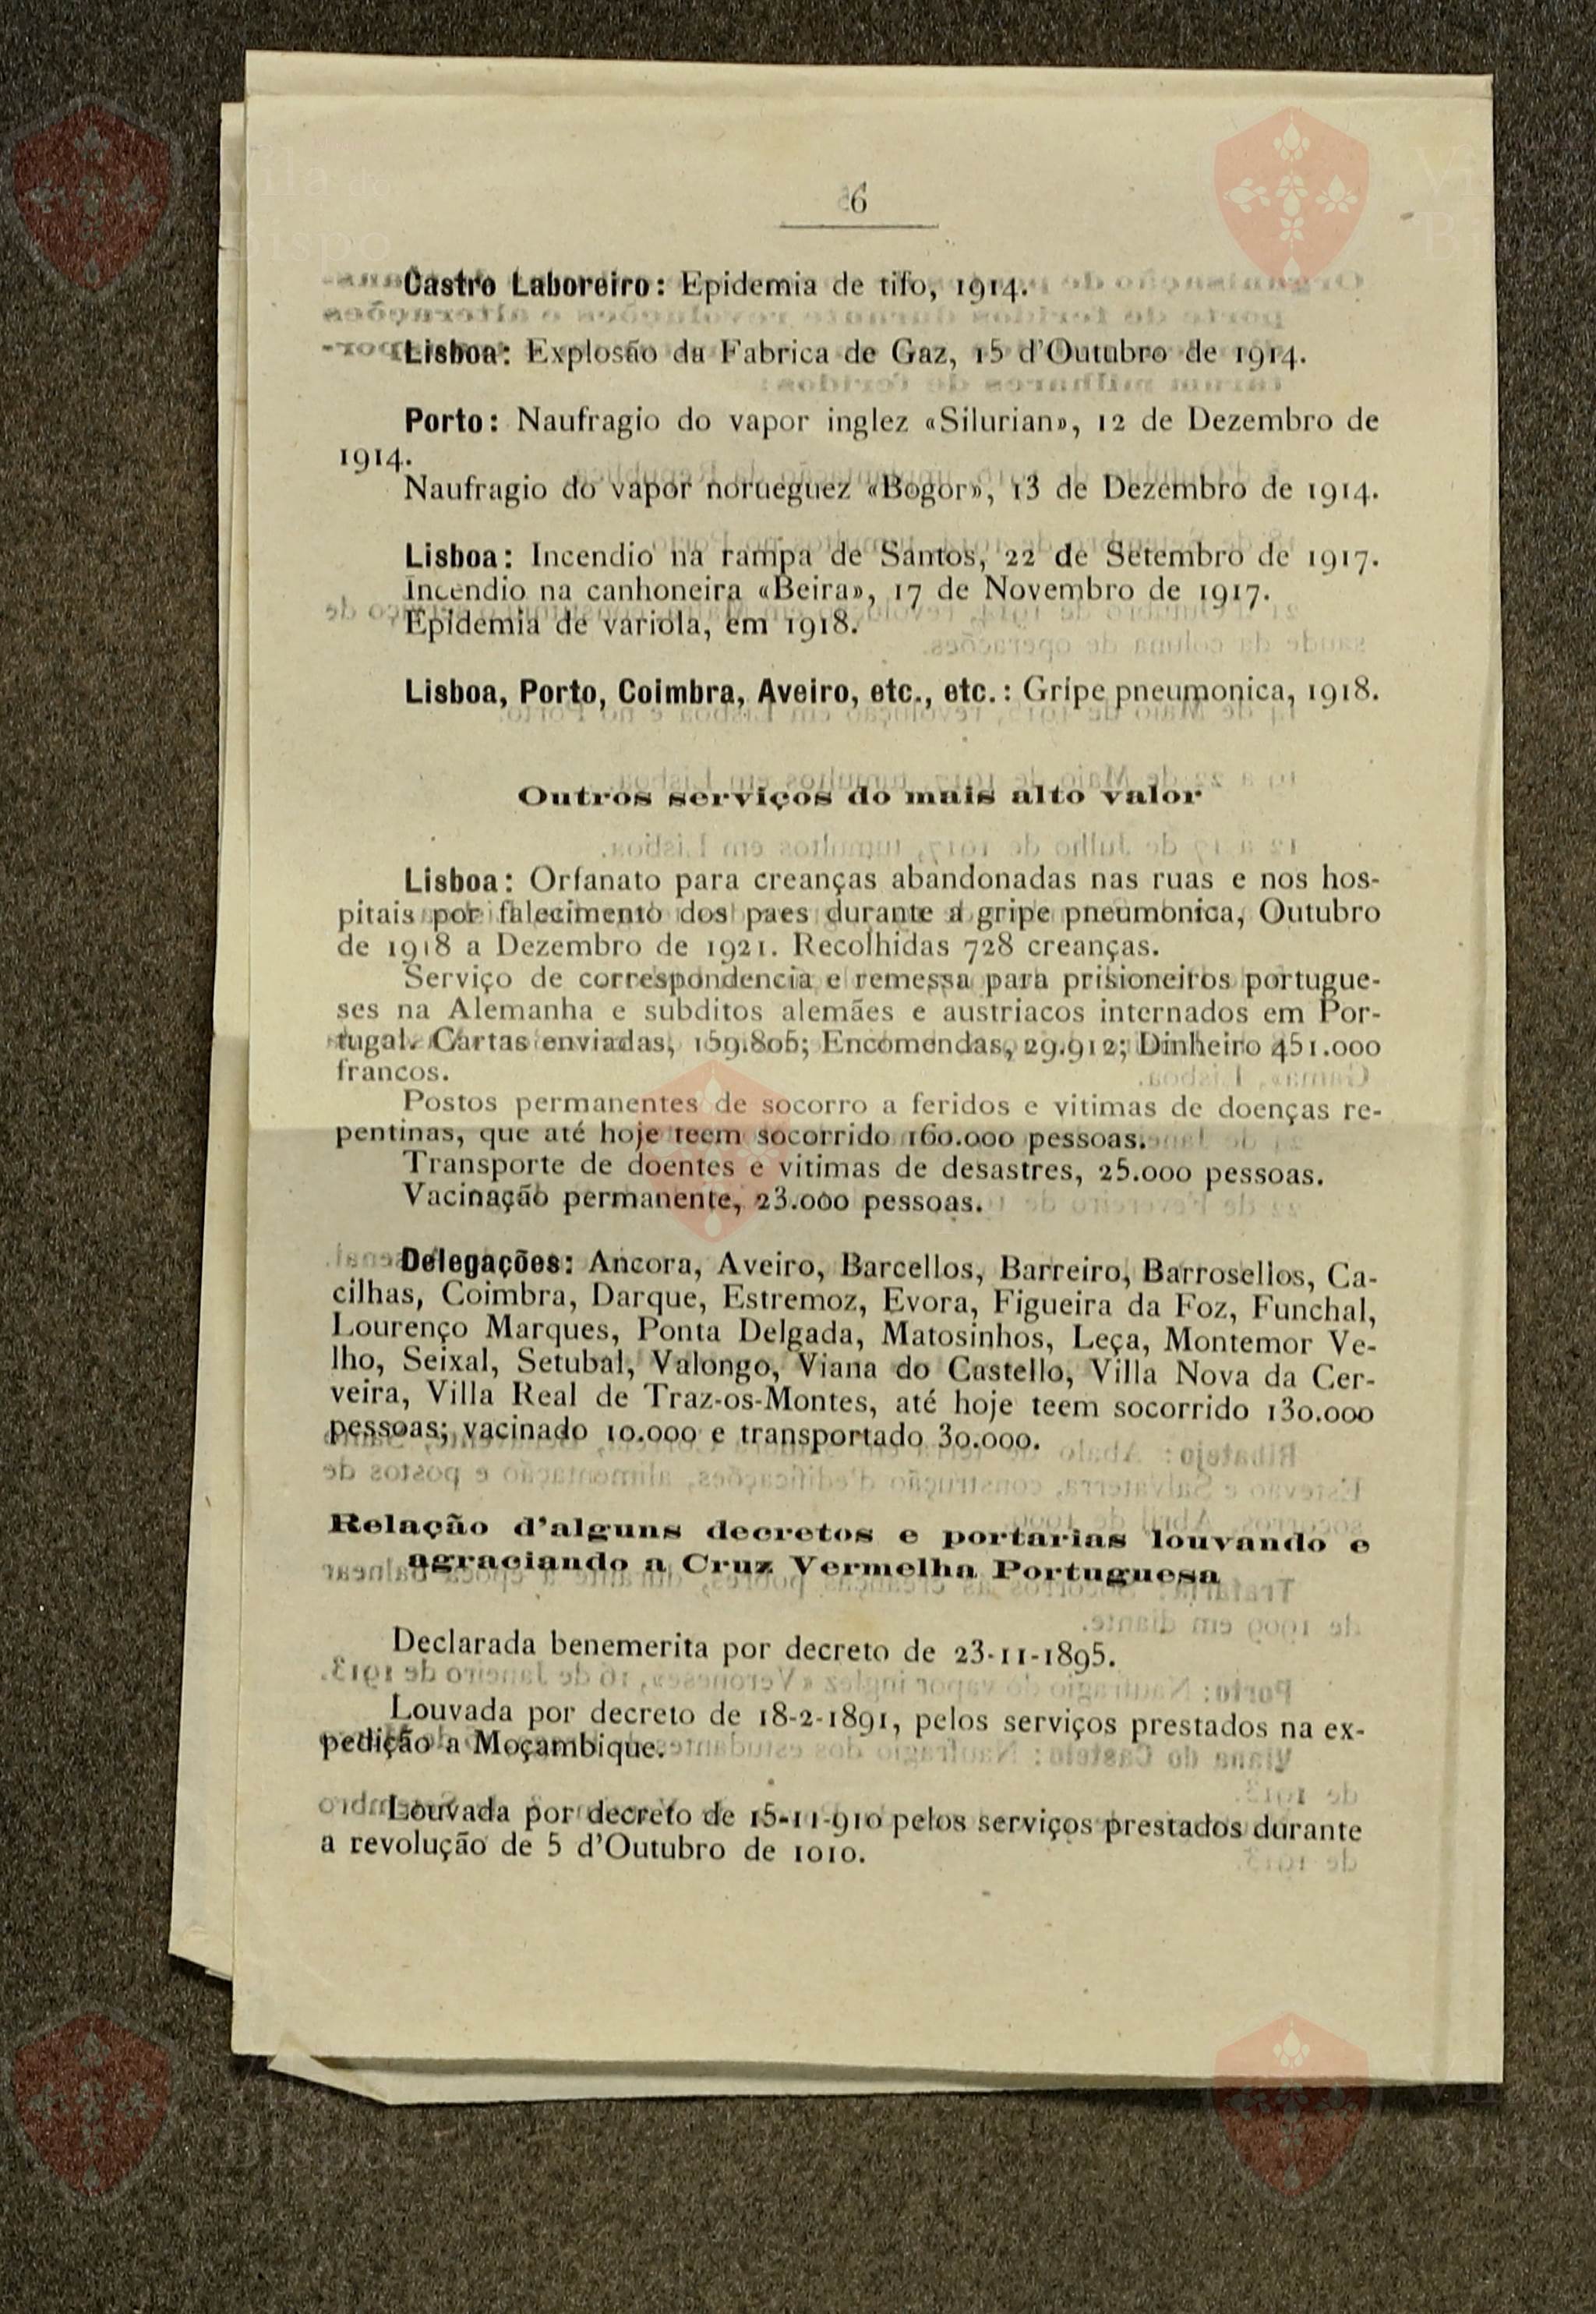 6
Castro Laboreiro: Epidemia de tifo, 1914.
Lisboa: Explosão da Fabrica de Gaz, 15 d'Outubro de 1914.
Porto: Naufragio do vapor inglez «Silurian», 12 de Dezembro de
1914.
Naufragio do vapor norueguez «Bogor», 13 de Dezembro de 1914.
Lisboa: Incendio na rampa de Santos, 22 de Setembro de 1917.
Incendio na canhoneira «Beira», 17 de Novembro de 1917.
Epidemia de variola, em 1918.
Lisboa, Porto, Coimbra, Aveiro, etc., etc.: Gripe pneumonica, 1918.
Outros serviços do mais alto valor
Lisboa: Orfanato para creanças abandonadas nas ruas e nos hos-
pitais por falecimento dos paes durante a gripe pneumonica, Outubro
de 1918 a Dezembro de 1921. Recolhidas 728 creanças.
Serviço de correspondencia e remessa para prisioneiros portugue-
ses na Alemanha e subditos alemães e austriacos internados em Por-
tugal. Cartas enviadas, 159.805; Encomendas, 29.912; Dinheiro 451.000
francos.
Postos permanentes de socorro a feridos e vitimas de doenças re-
pentinas, que até hoje teem socorrido 160.000 pessoas.
Transporte de doentes e vitimas de desastres, 25.000 pessoas.
Vacinação permanente, 23.000 pessoas.
Delegações: Ancora, Aveiro, Barcellos, Barreiro, Barrosellos, Ca-
cilhas, Coimbra, Darque, Estremoz, Evora, Figueira da Foz, Funchal,
Lourenço Marques, Ponta Delgada, Matosinhos, Leça, Montemor Ve-
lho, Seixal, Setubal, Valongo, Viana do Castello, Villa Nova da Cer-
veira, Villa Real de Traz-os-Montes, até hoje teem socorrido 130.000
pessoas; vacinado 10.000 e transportado 30.000.
Relação d'alguns decretos e portarias louvando e
agraciando a Cruz Vermelha Portuguesa
Declarada benemerita por decreto de 23-11-1895.
Louvada por decreto de 18-2-1891, pelos serviços prestados na ex-
pedição a Moçambique.
Louvada por decreto de 15-11-910 pelos serviços prestados durante
a revolução de 5 d'Outubro de 1010.